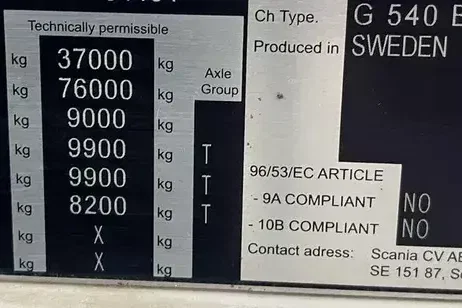 Technically permissible
kg 37000 kg
kg 76000 kg
Axle
Group
kg 9000 kg
kg 9900 kg T
kg 9900 kg T
kg 8200 kg T
kg X kg
kg X kg
Ch Type. G 540
Produced in SWEDEN
96/53/EC ARTICLE
- 9A COMPLIANT NO
- 10B COMPLIANT NO
Contact adress: Scania CV
SE 151 87,